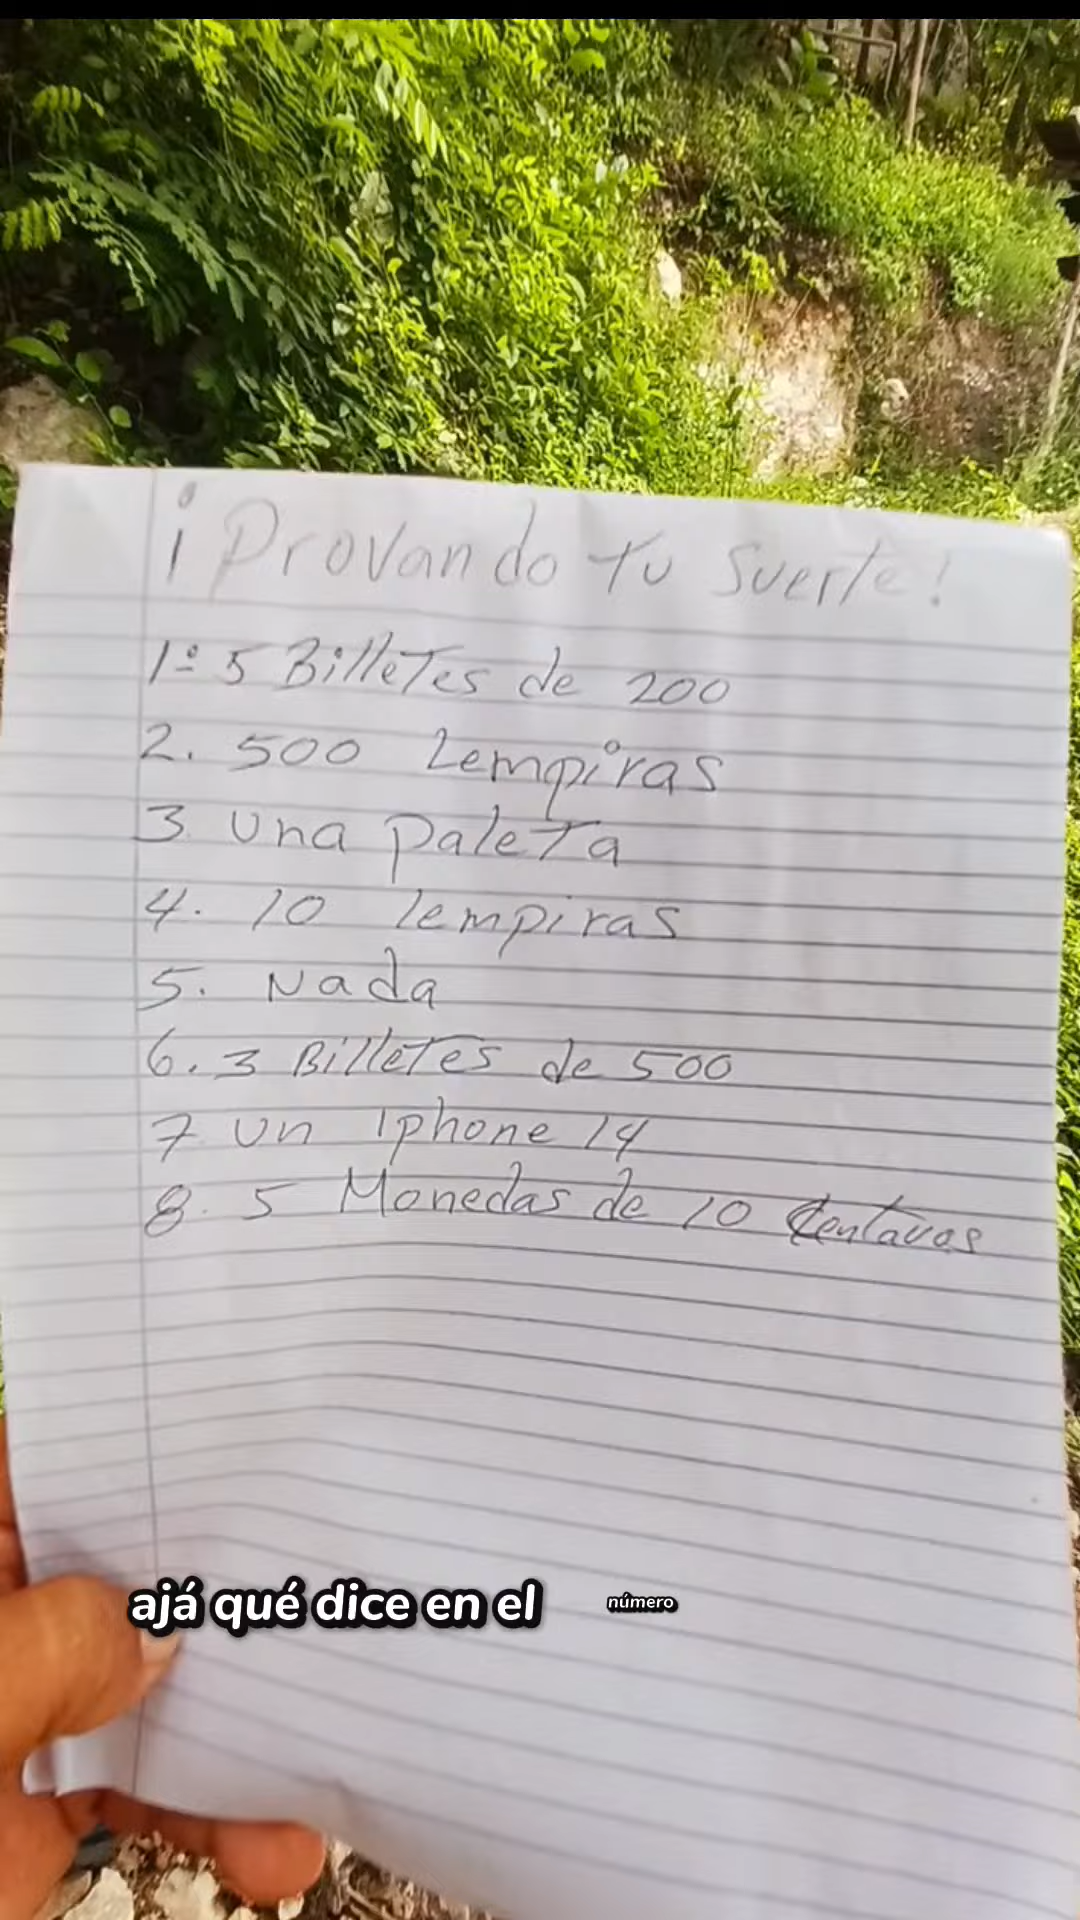 ¡Provando tu suerte!
1º 5 Billetes de 200
2. 500 Lempiras
3. una paleta
4. 10 lempiras
5. Nada
6. 3 Billetes de 500
7 un iphone 14
8. 5 Monedas de 10 Centavos
ajá qué dice en el número